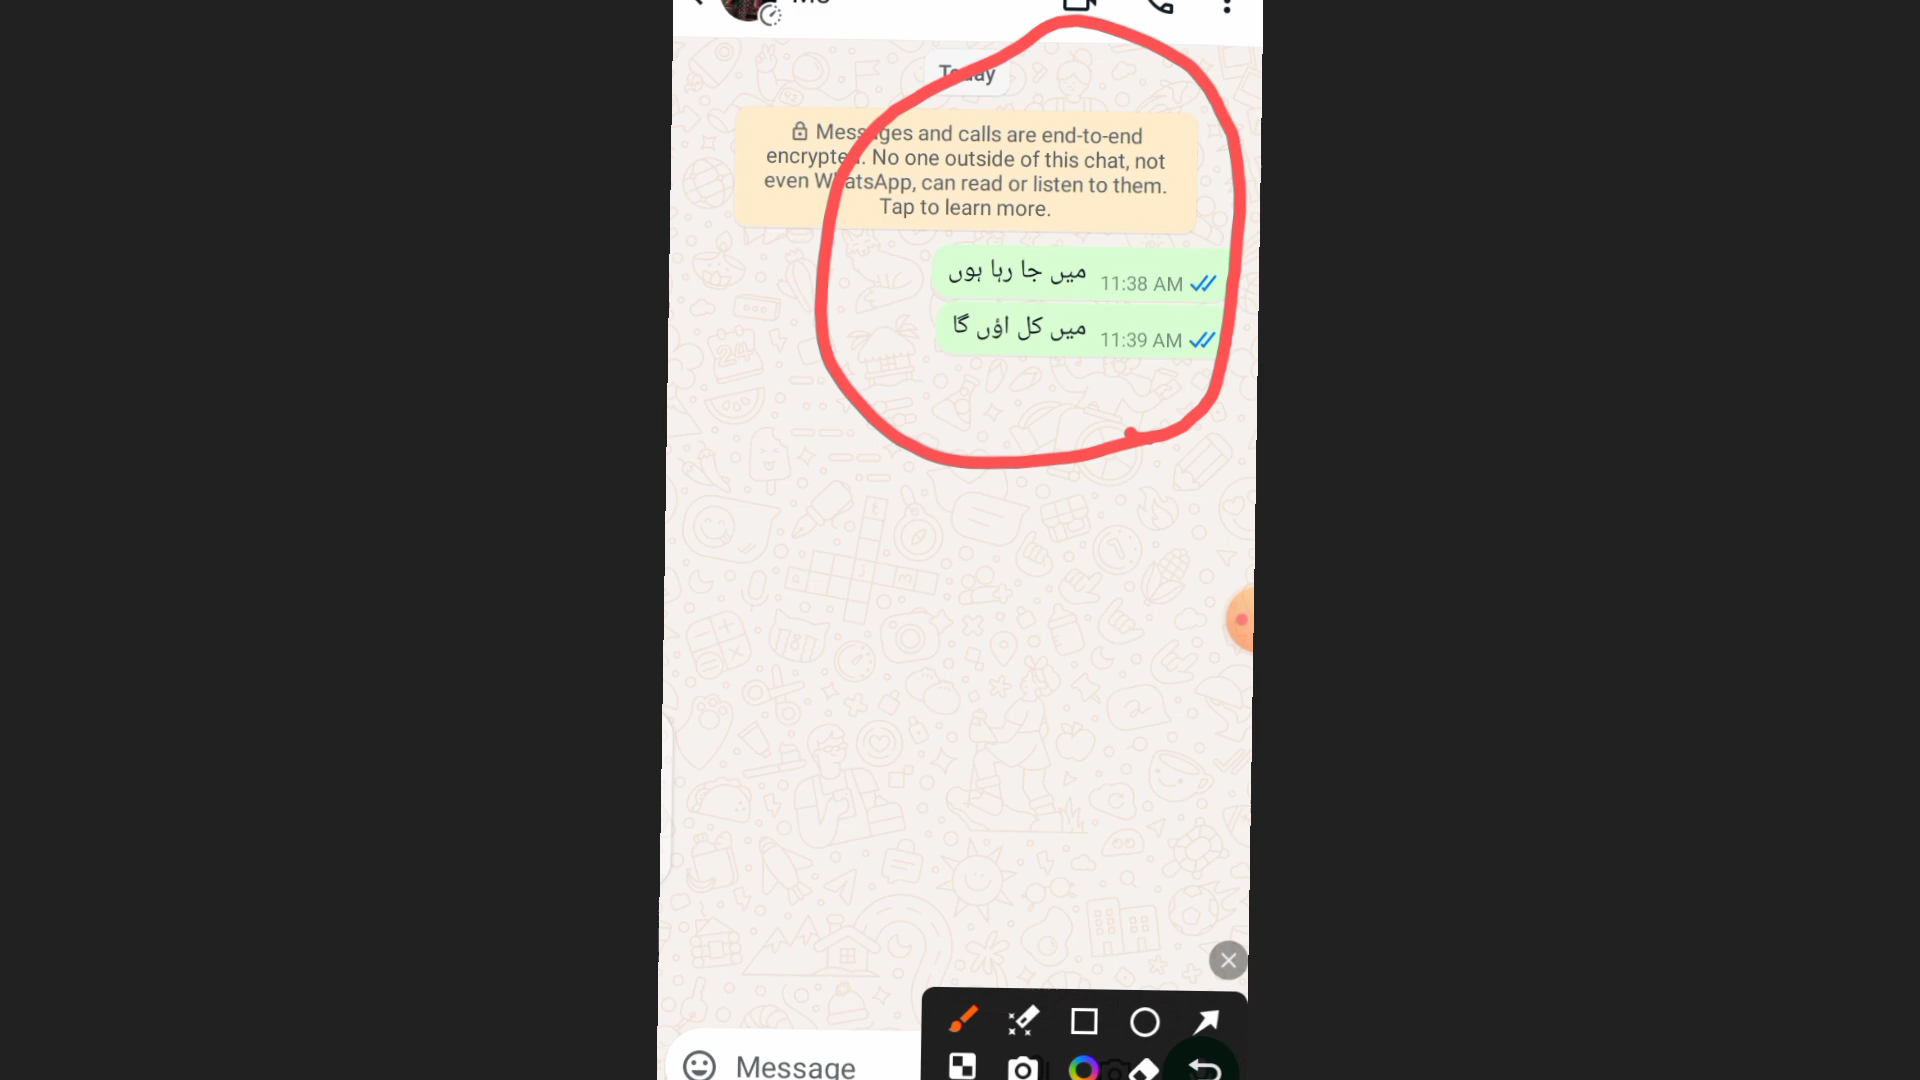 Today
Messages and calls are end-to-end
encrypted. No one outside of this chat, not
even WhatsApp, can read or listen to them.
Tap to learn more.
میں جا رہا ہوں 11:38 AM
میں کل اؤں گا 11:39 AM
Message